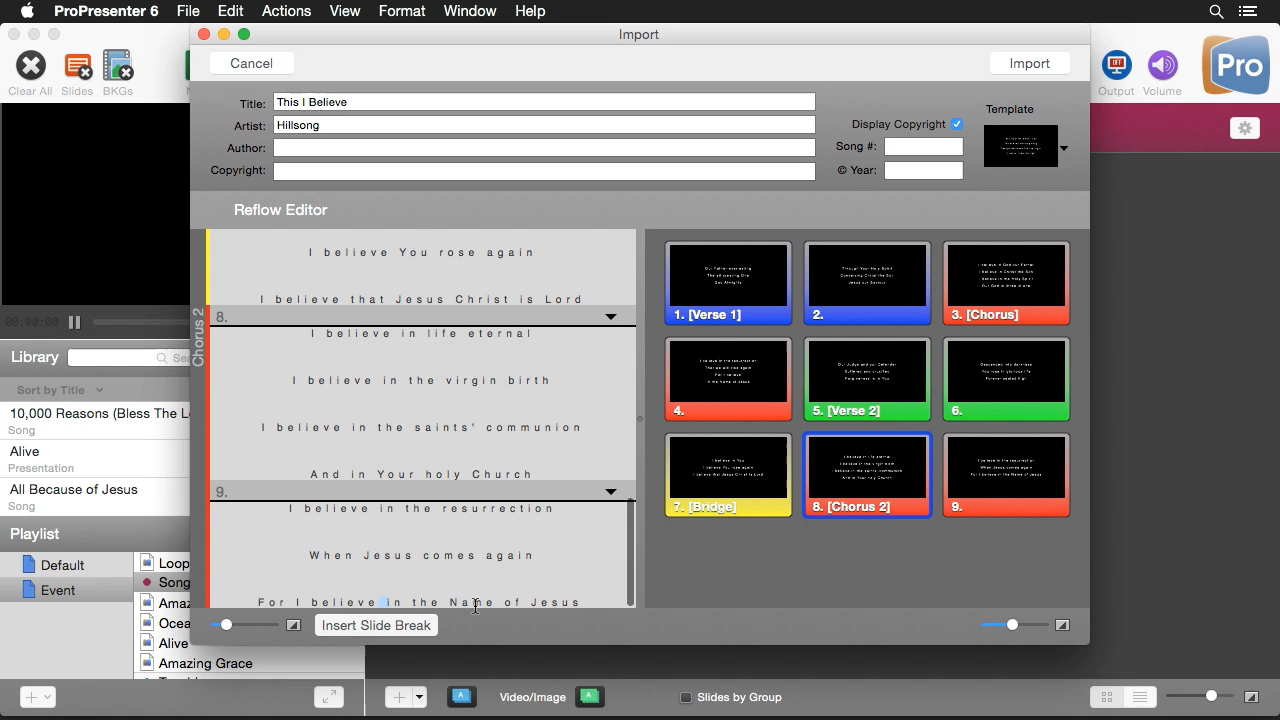 ProPresenter 6 File Edit Actions View Format Window Help
Import
Cancel
Import
Clear All Slides BKGs
Output Volume
Pro
OFF
Title: This I Believe
Artist: Hillsong
Author:
Copyright:
Display Copyright
Song #:
© Year:
Template
Reflow Editor
I believe You rose again
I believe that Jesus Christ is Lord
8.
Chorus 2
I believe in life eternal
I believe in the virgin birth
I believe in the saints' communion
in Your holy Church
9.
I believe in the resurrection
When Jesus comes again
For I believe in the Name of Jesus
Insert Slide Break
1. [Verse 1]
2.
3. [Chorus]
4.
5. [Verse 2]
6.
7. [Bridge]
8. [Chorus 2]
9.
00:00:00
Library
Sea
Sort by Title
10,000 Reasons (Bless The L
Song
Alive
Presentation
All Because of Jesus
Song
Playlist
Default
Event
Loop
Song
Amaz
Ocea
Alive
Amazing Grace
Video/Image
Slides by Group